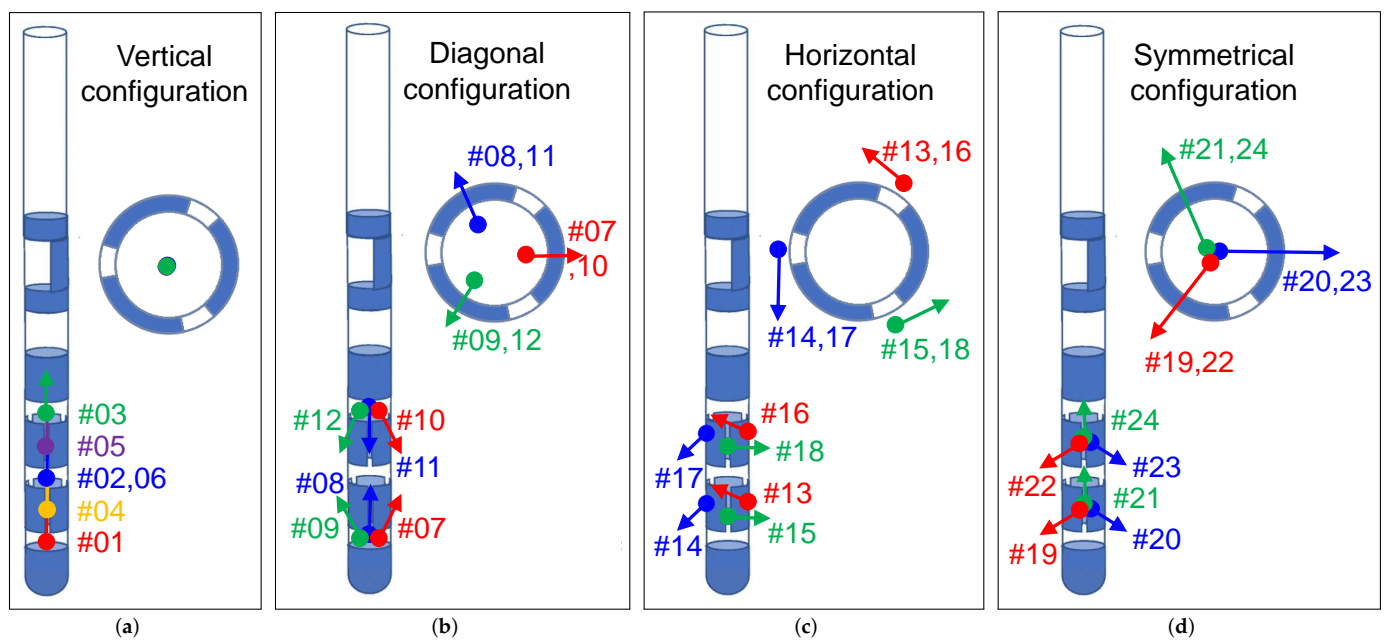 Vertical
configuration
#03
#05
#02,06
#04
#01
(a)
Diagonal
configuration
#08,11
#07
,10
#09,12
#12
#10
#11
#08
#09
#07
(b)
Horizontal
configuration
#13,16
#14,17
#15,18
#16
#18
#17
#13
#15
#14
(c)
Symmetrical
configuration
#21,24
#20,23
#19,22
#24
#23
#22
#21
#20
#19
(d)